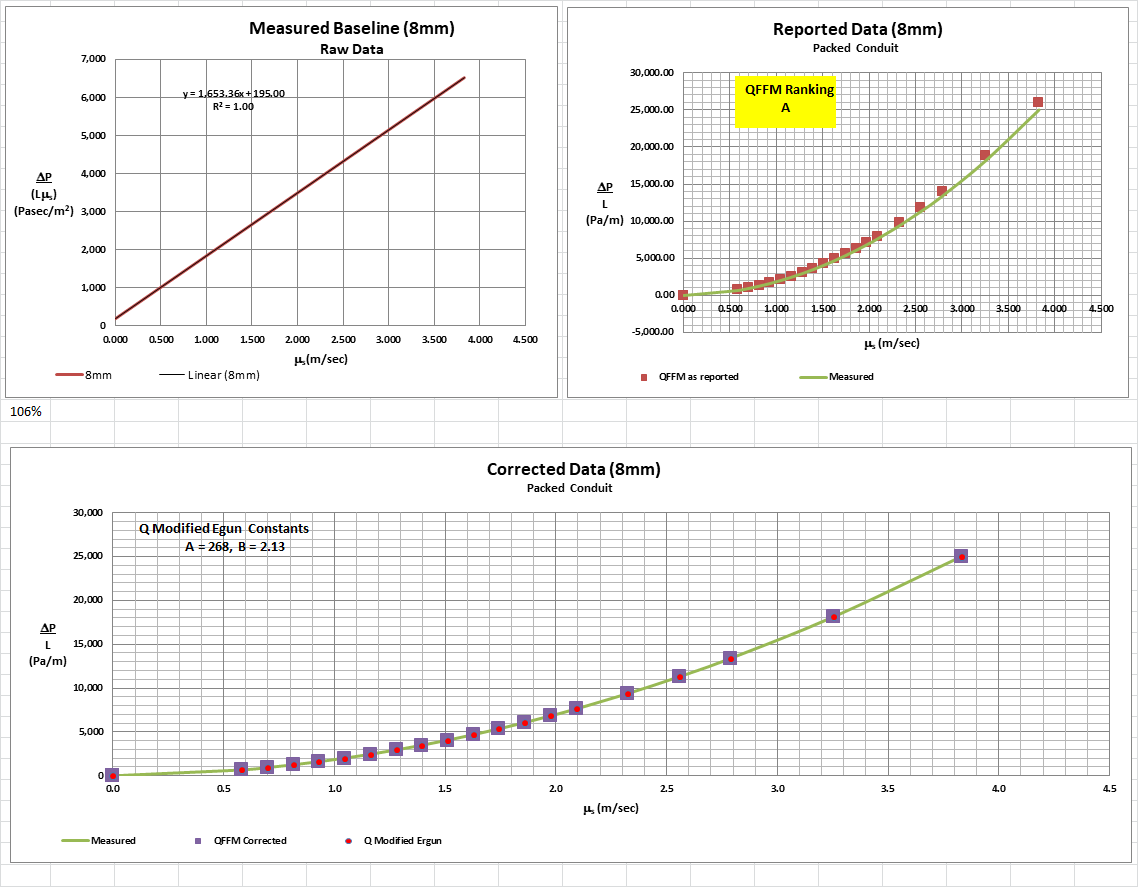 Measured Baseline (8mm)
Raw Data
7,000
6,000
5,000
4,000
3,000
2,000
1,000
0
y = 1,653.36x + 195.00
R² = 1.00
ΔP
(Lμs)
(Pasec/m²)
0.000 0.500 1.000 1.500 2.000 2.500 3.000 3.500 4.000 4.500
μs(m/sec)
8mm Linear (8mm)
Reported Data (8mm)
Packed Conduit
30,000.00
25,000.00
20,000.00
15,000.00
10,000.00
5,000.00
0.00
-5,000.00
QFFM Ranking
A
ΔP
L
(Pa/m)
0.000 0.500 1.000 1.500 2.000 2.500 3.000 3.500 4.000 4.500
μs (m/sec)
QFFM as reported Measured
106%
Corrected Data (8mm)
Packed Conduit
30,000
25,000
20,000
15,000
10,000
5,000
0
Q Modified Egun Constants
A = 268, B = 2.13
ΔP
L
(Pa/m)
0.0 0.5 1.0 1.5 2.0 2.5 3.0 3.5 4.0 4.5
μs (m/sec)
Measured QFFM Corrected Q Modified Ergun